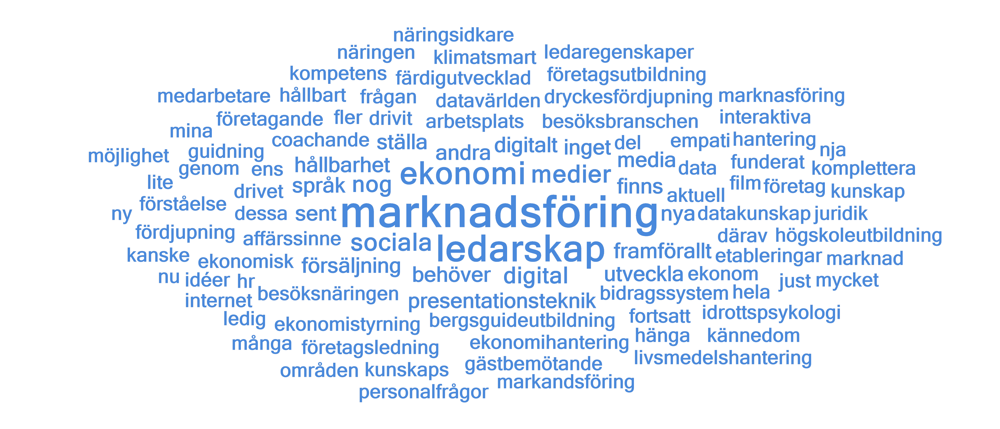 näringsidkare
näringen klimatsmart ledaregenskaper
kompetens färdigutvecklad företagsutbildning
medarbetare hållbart frågan datavärlden dryckesfördjupning marknasföring
företagande fler drivit arbetsplats besöksbranschen interaktiva
mina coachande ställa andra digitalt inget del empati hantering nja
möjlighet guidning hållbarhet ekonomi medier media data funderat komplettera
genom ens
lite drivet språk nog finns aktuell film företag kunskap
ny förståelse dessa sent marknadsföring nya datakunskap juridik
fördjupning affärssinne sociala ledarskap framförallt därav högskoleutbildning
kanske ekonomisk försäljning etableringar marknad
nu idéer hr behöver digital utveckla ekonom just mycket
internet besöksnäringen presentationsteknik bidragssystem hela
ledig ekonomistyrning bergsguideutbildning fortsatt idrottspsykologi
många företagsledning ekonomihantering hänga kännedom
områden kunskaps gästbemötande livsmedelshantering
personalfrågor markandsföring